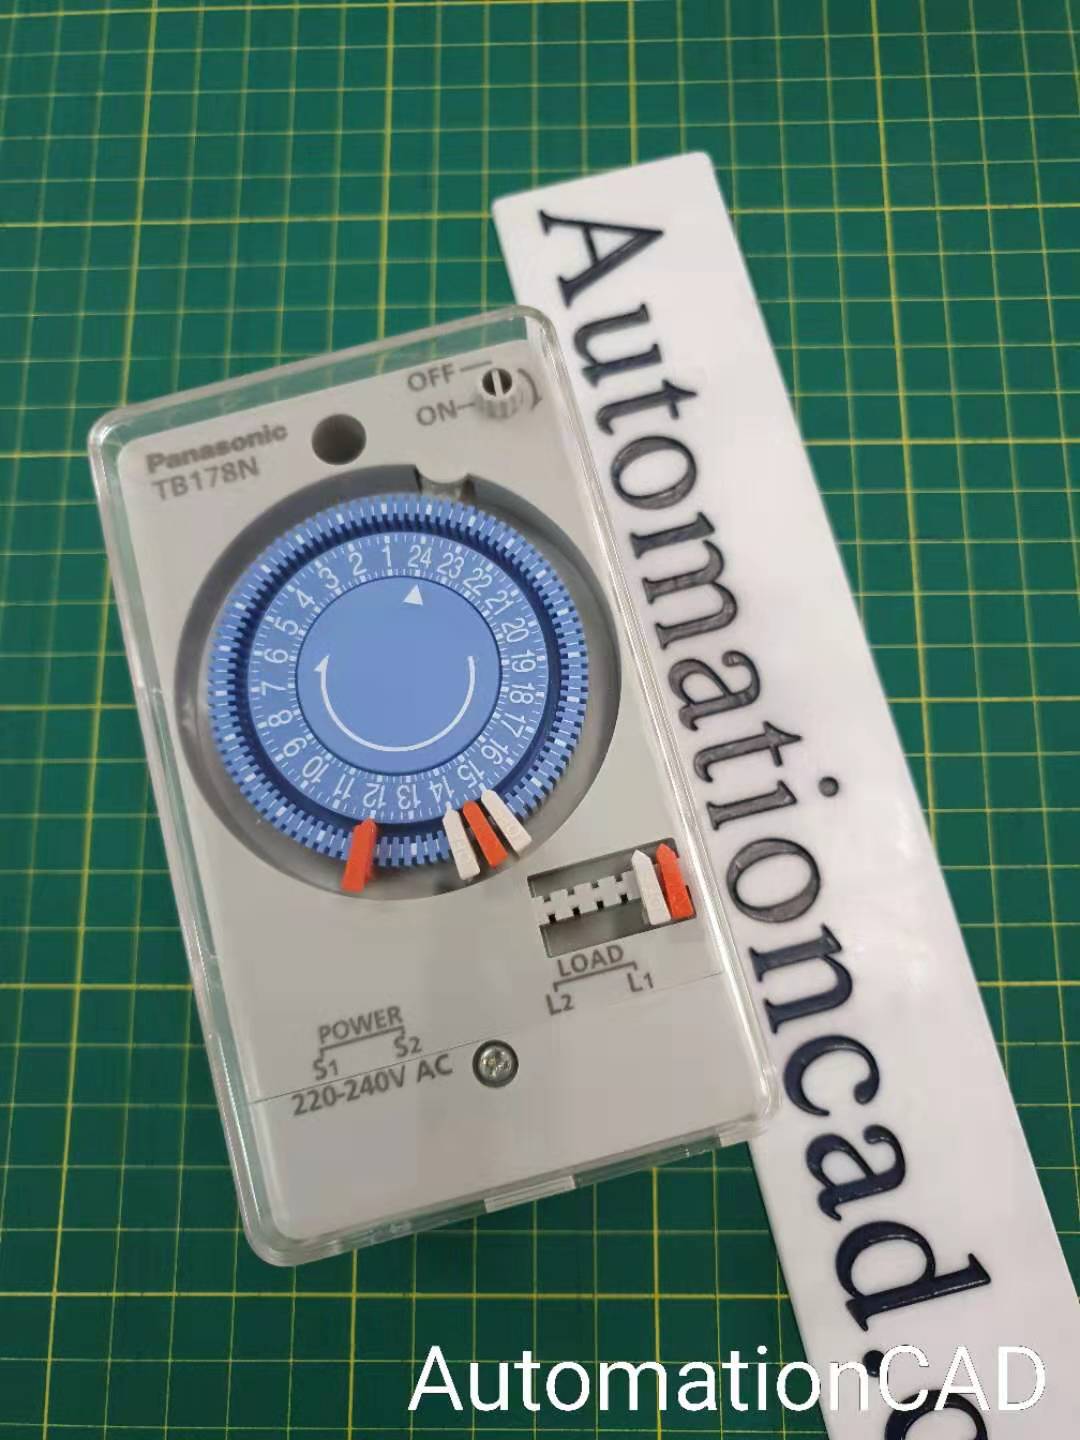 OFF
ON
Panasonic
TB178N
1 2 3 4 5 6 7 8 9 10 11 12 13 14 15 16 17 18 19 20 21 22 23 24
LOAD
L2 L1
POWER
S1 S2
220-240V AC
Automationcad.c
AutomationCAD